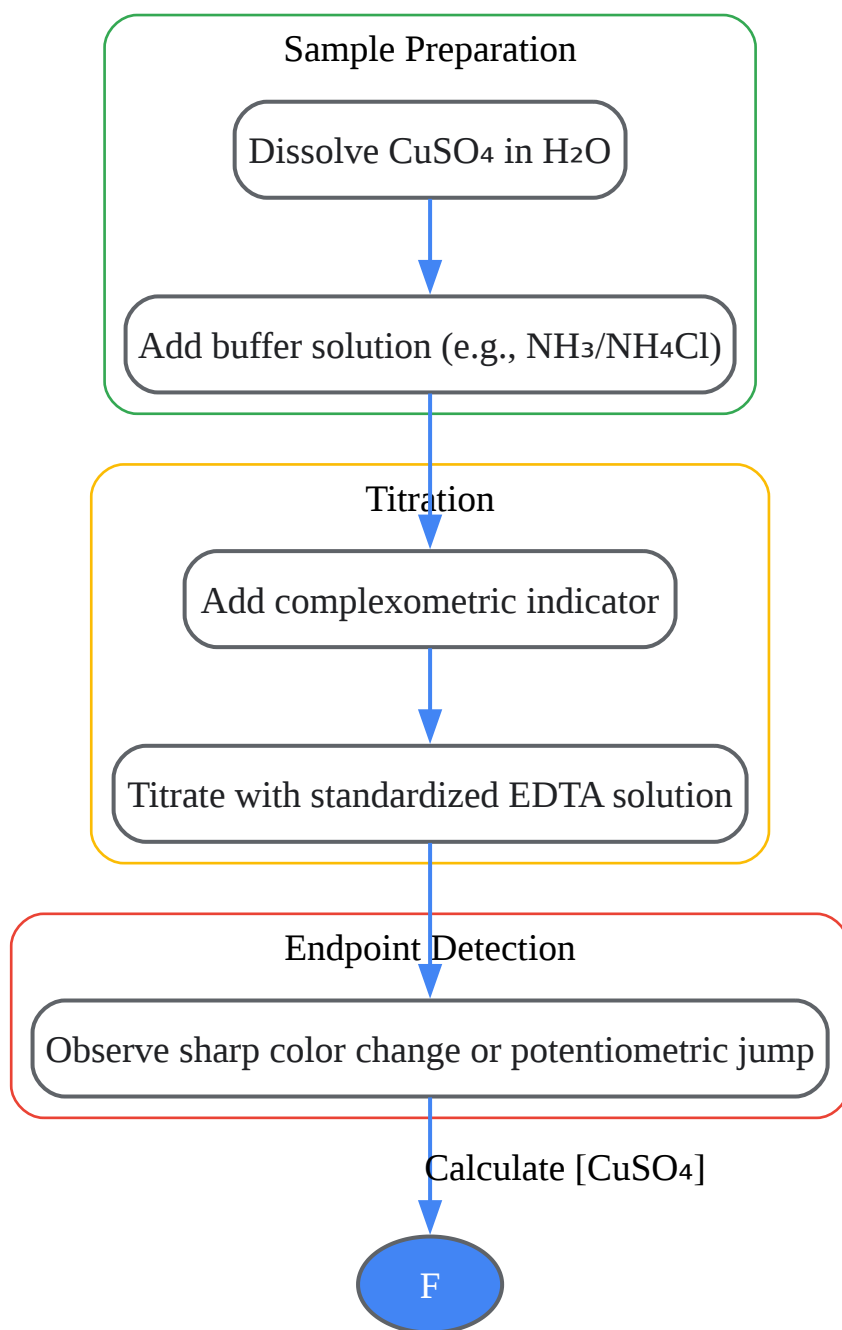 Sample Preparation
Dissolve CuSO₄ in H₂O
Add buffer solution (e.g., NH₃/NH₄Cl)
Titration
Add complexometric indicator
Titrate with standardized EDTA solution
Endpoint Detection
Observe sharp color change or potentiometric jump
Calculate [CuSO₄]
F